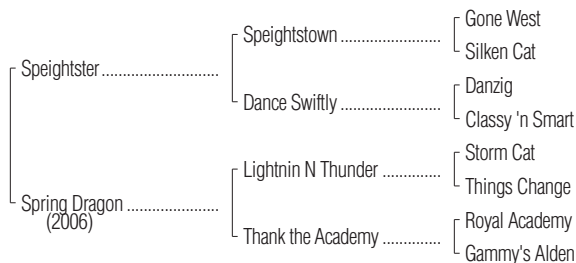 Gone West
Speightstown ........................
Silken Cat
Speightster ............................
Danzig
Dance Swiftly ........................
Classy 'n Smart
Storm Cat
Lightnin N Thunder ..............
Things Change
Spring Dragon ......................
(2006)
Royal Academy
Thank the Academy ..............
Gammy's Alden